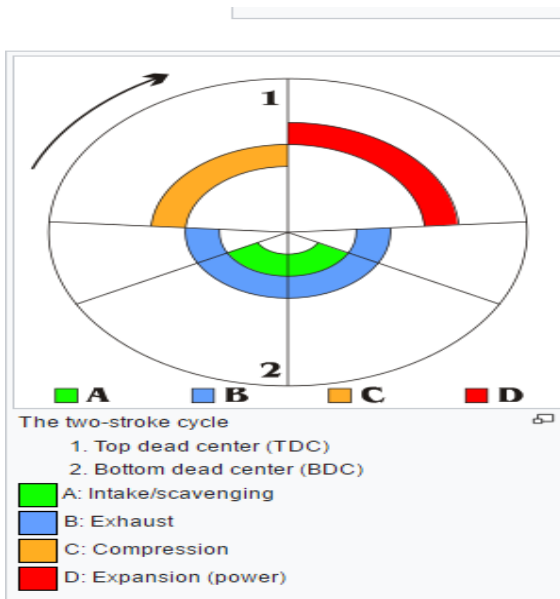 1
2
A B C D
The two-stroke cycle
1. Top dead center (TDC)
2. Bottom dead center (BDC)
A: Intake/scavenging
B: Exhaust
C: Compression
D: Expansion (power)